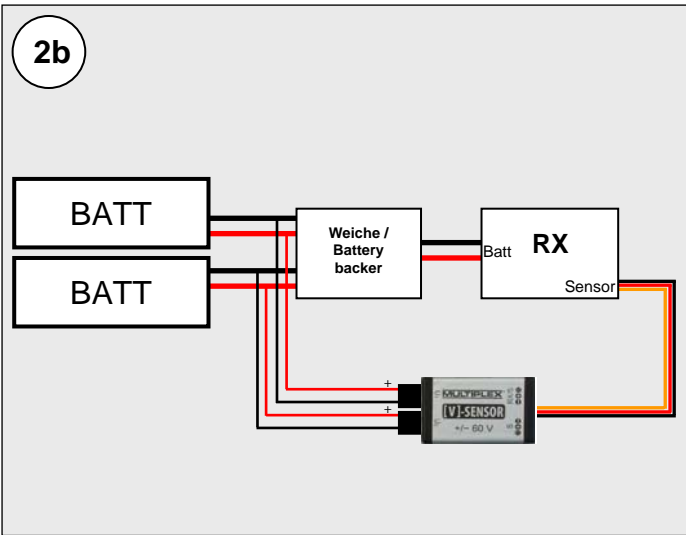 2b
BATT
BATT
Weiche /
Battery
backer
Batt
RX
Sensor
+
+
MULTIPLEX
[V]-SENSOR
+/- 60 V